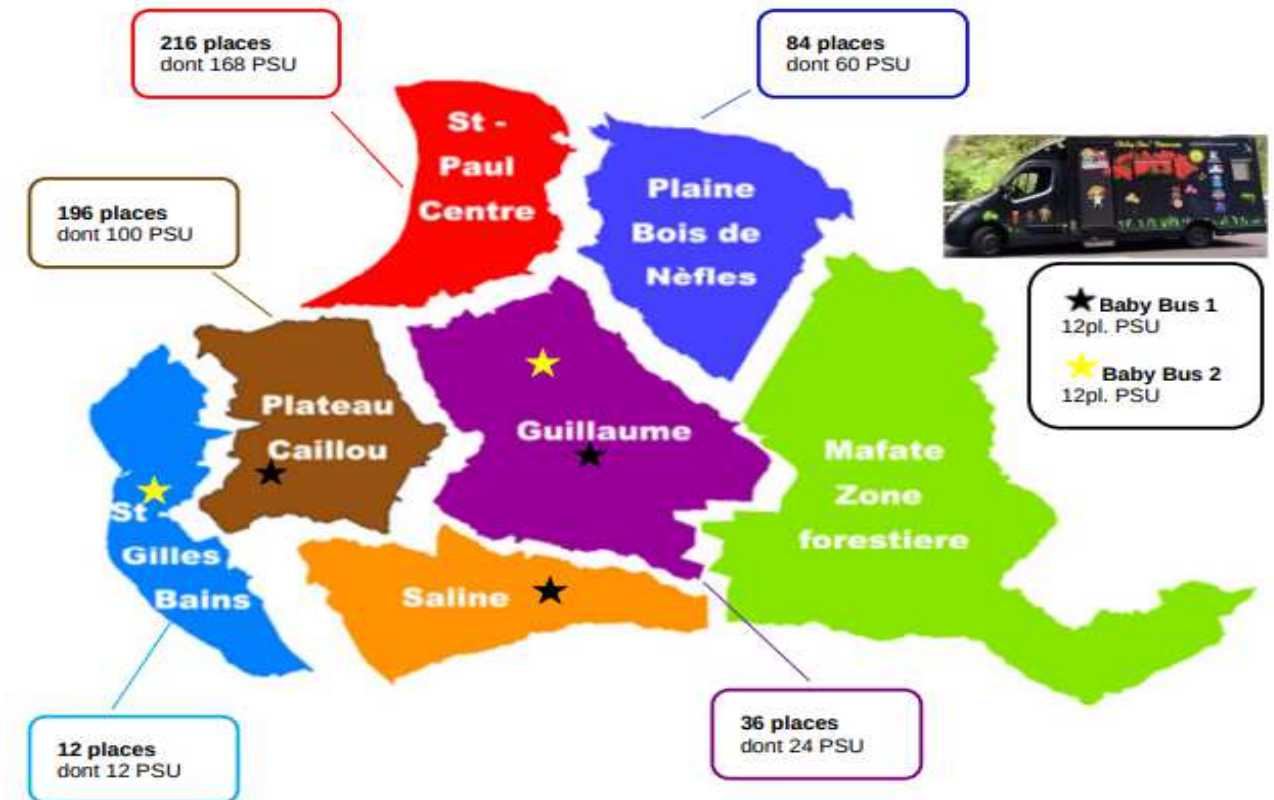 216 places
dont 168 PSU
84 places
dont 60 PSU
St -
Paul
Centre
Plaine
Bois de
Nèfles
196 places
dont 100 PSU
Baby Bus 1
12pl. PSU
Baby Bus 2
12pl. PSU
Plateau
Caillou
Guillaume
Mafate
Zone
forestiere
St -
Gilles
Bains
Saline
12 places
dont 12 PSU
36 places
dont 24 PSU